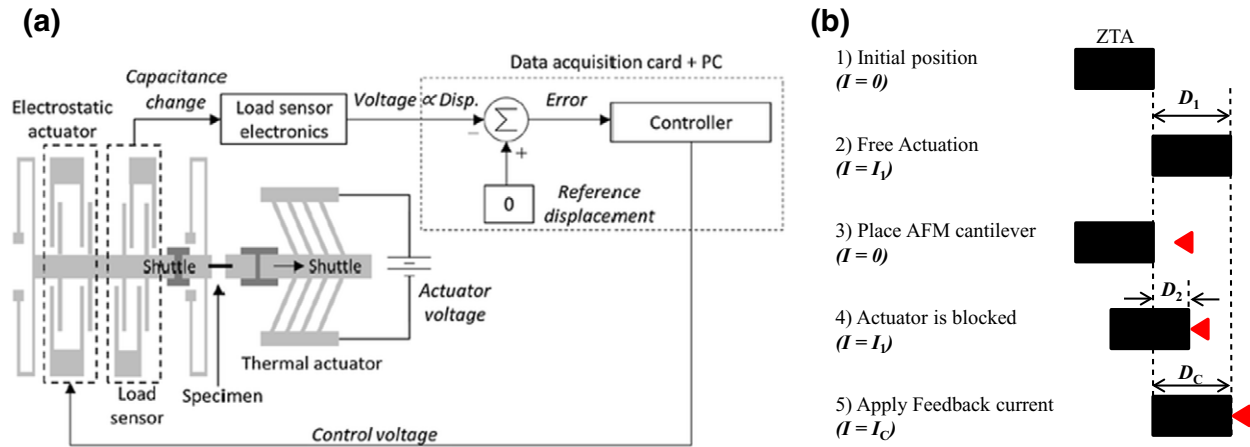 (a)
Data acquisition card + PC
Capacitance
change
Electrostatic
actuator
Load sensor
electronics
Voltage ∝ Disp.
Error
Σ
−
+
Controller
0
Reference
displacement
Shuttle
Shuttle
Actuator
voltage
Thermal actuator
Specimen
Load
sensor
Control voltage
(b)
ZTA
1) Initial position
(I = 0)
D1
2) Free Actuation
(I = I1)
3) Place AFM cantilever
(I = 0)
D2
4) Actuator is blocked
(I = I1)
DC
5) Apply Feedback current
(I = IC)